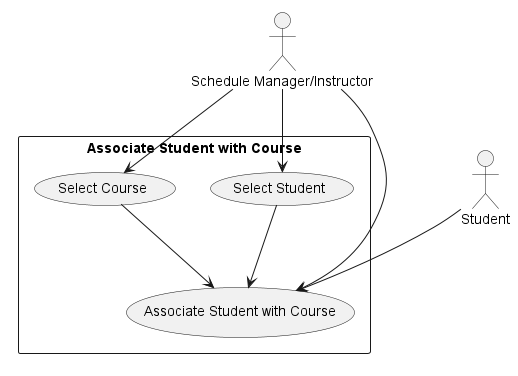 Schedule Manager/Instructor
Associate Student with Course
Select Course
Select Student
Student
Associate Student with Course